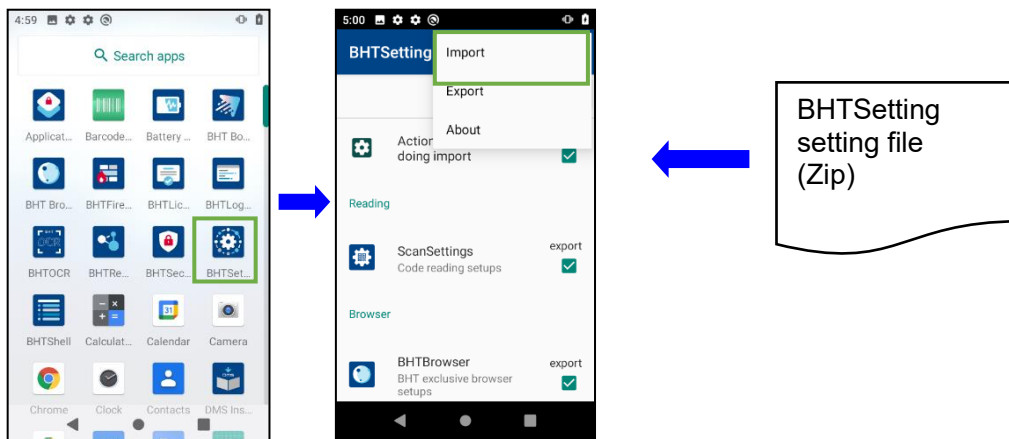 4:59
Search apps
Applicat... Barcode... Battery ... BHT Bo...
BHT Bro... BHTFire... BHTLic... BHTLog...
OCR
BHTOCR BHTRe... BHTSec... BHTSet...
31
BHTShell Calculat... Calendar Camera
Chrome Clock Contacts DMS Ins...
5:00
BHTSetting
Import
Export
About
Action
doing import
Reading
ScanSettings export
Code reading setups
Browser
BHTBrowser export
BHT exclusive browser
setups
BHTSetting
setting file
(Zip)